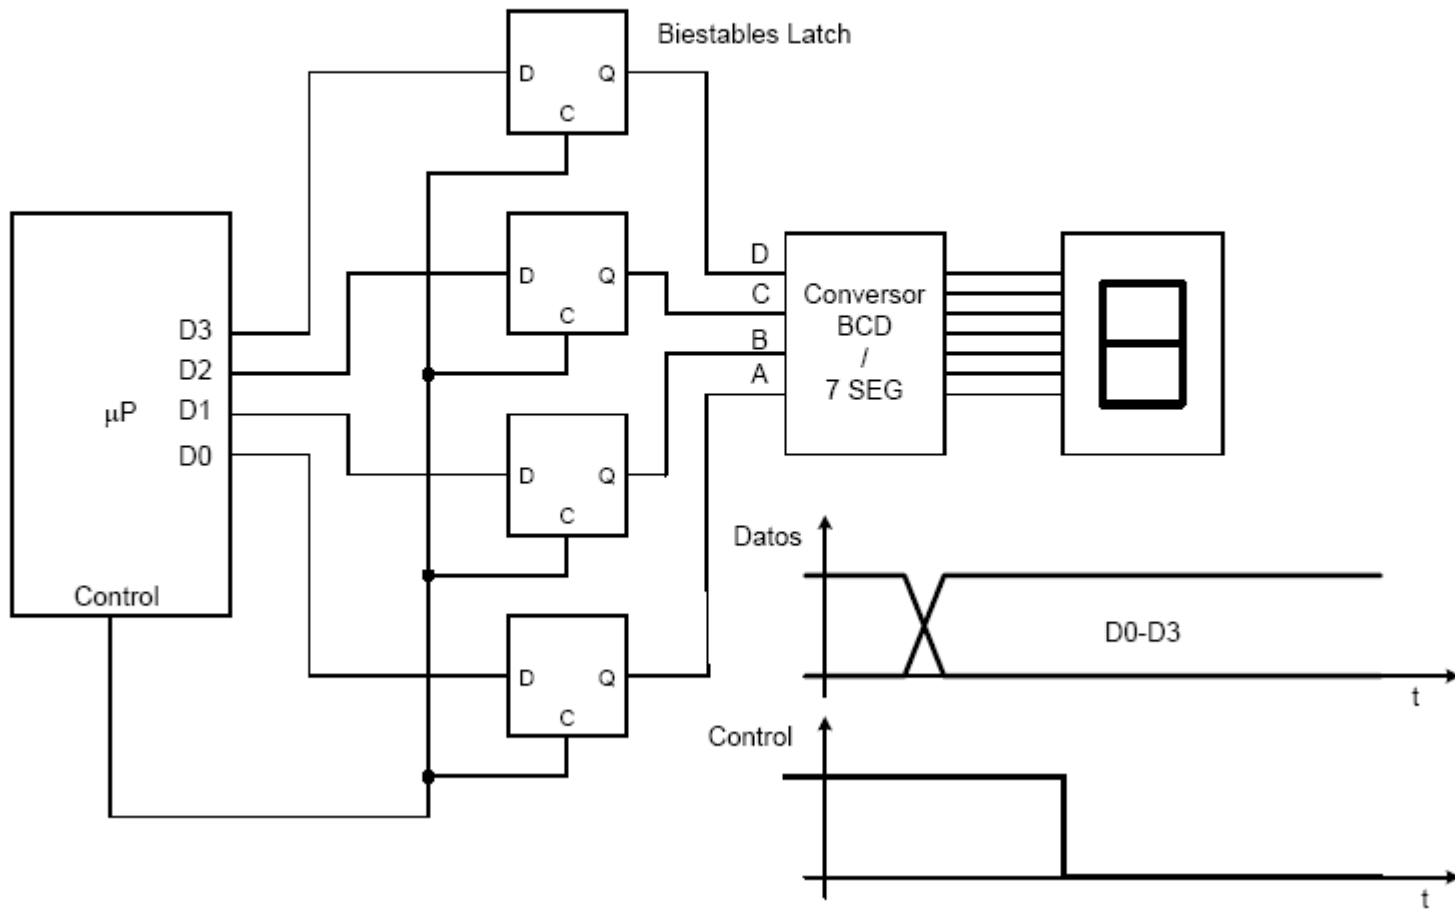 Biestables Latch
D Q
C
D Q
C
D Q
C
D Q
C
D3
D2
D1
D0
μP
Control
D
C
B
A
Conversor
BCD
/
7 SEG
Datos
D0-D3
t
Control
t